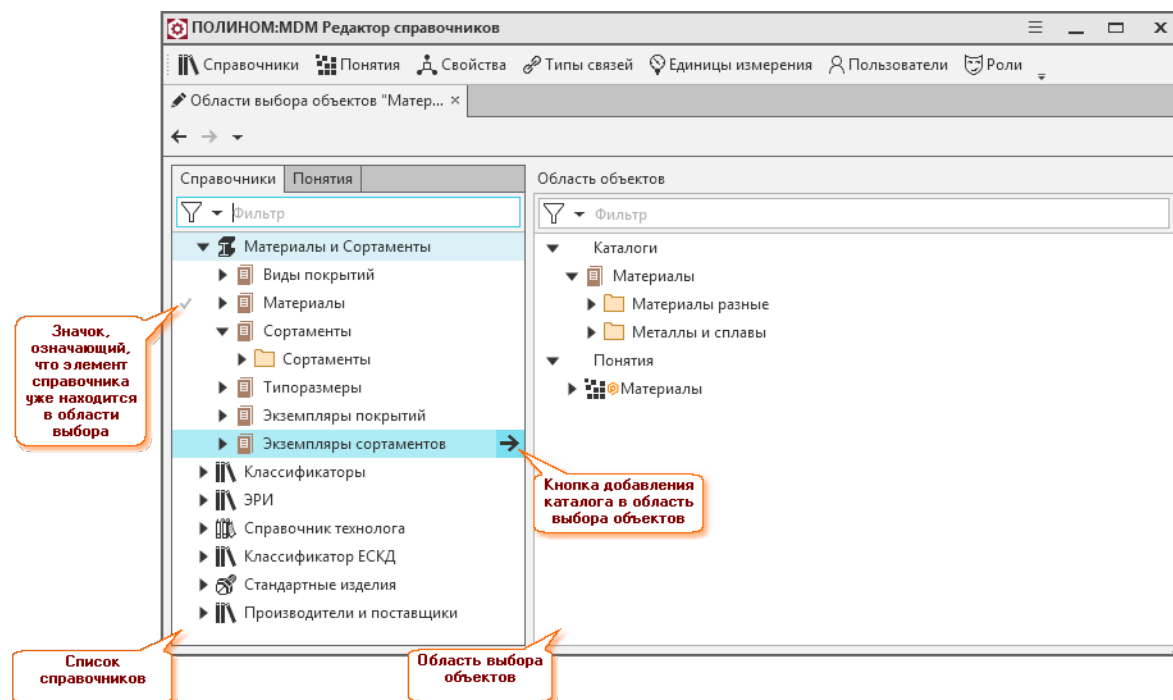 ПОЛИНОМ:MDM Редактор справочников
Справочники Понятия Свойства Типы связей Единицы измерения Пользователи Роли
Области выбора объектов "Матер...
Справочники Понятия
Фильтр
Материалы и Сортаменты
Виды покрытий
Материалы
Сортаменты
Сортаменты
Типоразмеры
Экземпляры покрытий
Экземпляры сортаментов
Классификаторы
ЭРИ
Справочник технолога
Классификатор ЕСКД
Стандартные изделия
Производители и поставщики
Область объектов
Фильтр
Каталоги
Материалы
Материалы разные
Металлы и сплавы
Понятия
Материалы
Значок,
означающий,
что элемент
справочника
уже находится
в области
выбора
Кнопка добавления
каталога в область
выбора объектов
Список
справочников
Область выбора
объектов